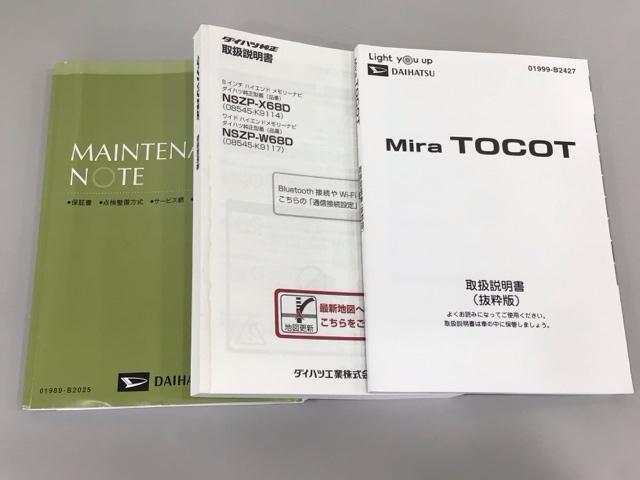 MAINTENA
NOTE
●保証書 ●点検整備方式 ●サービス網
01989-B2025
DAIHA
ダイハツ純正
取扱説明書
8インチ ハイエンド メモリーナビ
ダイハツ純正型番（品番）
NSZP-X68D
(08545-K9114)
ワイド ハイエンドメモリーナビ
ダイハツ純正型番（品番）
NSZP-W68D
(08545-K9117)
Bluetooth 接続や Wi-Fi
こちらの「通信接続設定」
地図更新
最新地図へ
こちらをご
ダイハツ工業株式会
Light you up
DAIHATSU
01999-B2427
Mira TOCOT
取扱説明書
（抜粋版）
よくお読みになってご使用ください。
取扱説明書は車の中に保管しましょう。